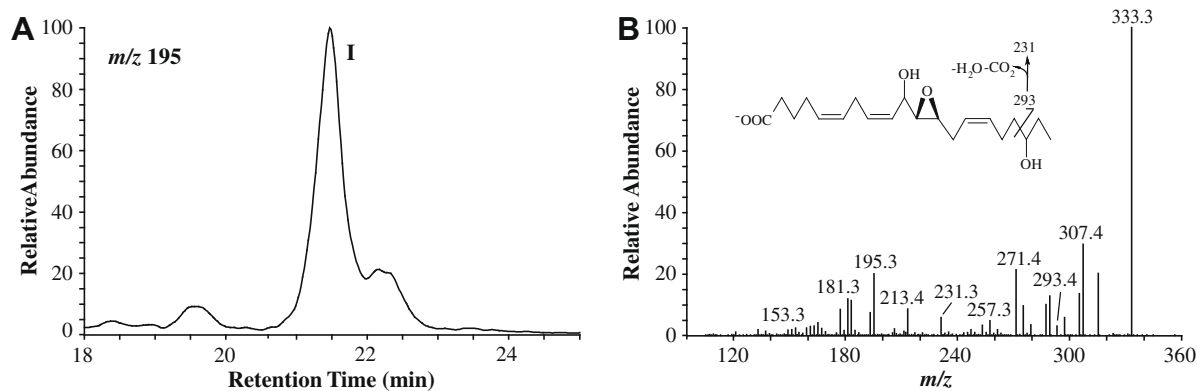 A
m/z 195
I
Relative Abundance
100
80
60
40
20
0
18
20
22
24
Retention Time (min)
B
333.3
231
-H₂O-CO₂
293
OH
O
⁻OOC
OH
307.4
271.4
195.3
181.3
293.4
213.4
231.3
257.3
153.3
Relative Abundance
100
80
60
40
20
0
120
180
240
300
360
m/z